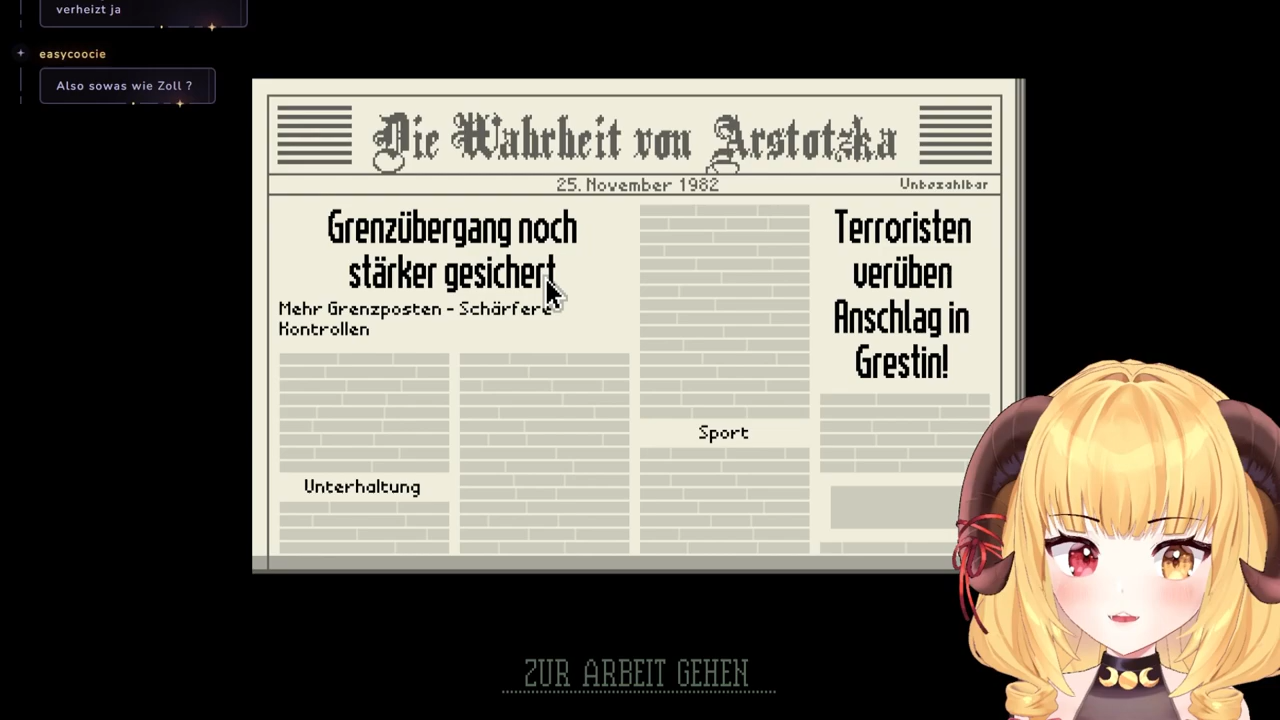 verheizt ja
easycoocie
Also sowas wie Zoll ?
Die Wahrheit von Arstotzka
25. November 1982
Unbezahlbar
Grenzübergang noch
stärker gesichert
Mehr Grenzposten - Schärfere
Kontrollen
Unterhaltung
Sport
Terroristen
verüben
Anschlag in
Grestin!
ZUR ARBEIT GEHEN